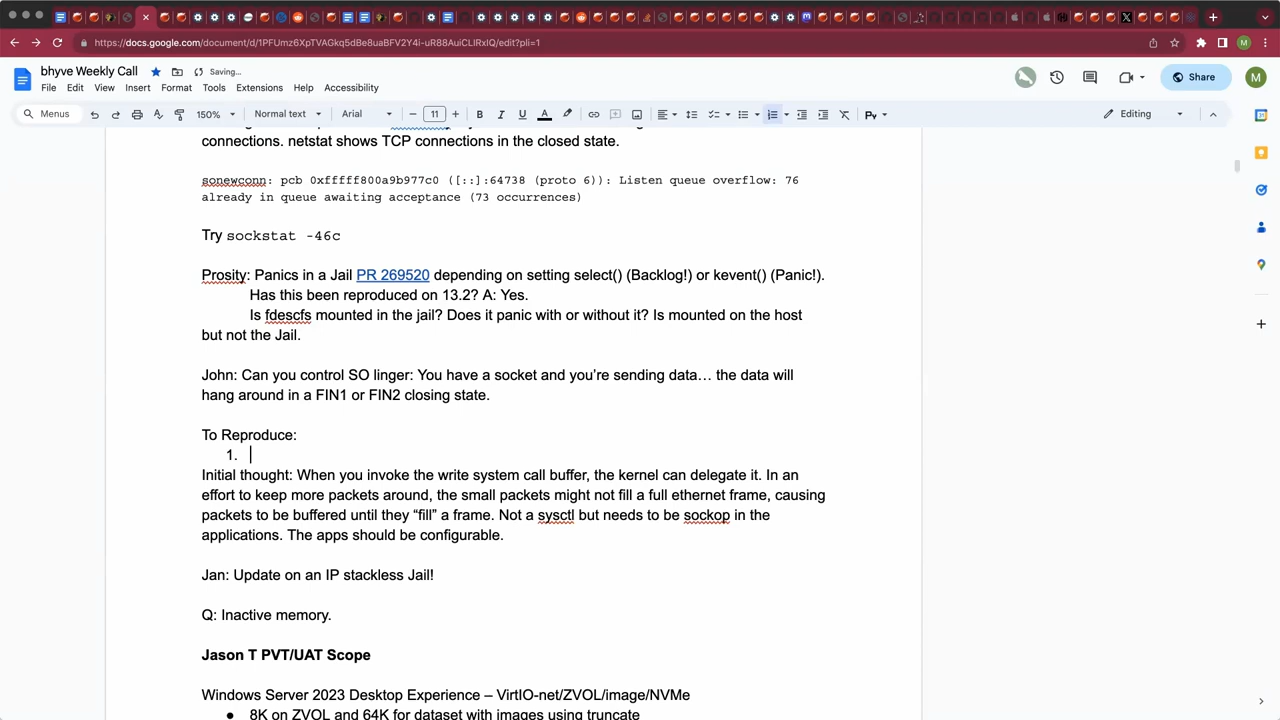 https://docs.google.com/document/d/1PFUmz6XpTVAGkq5dBe8uaBFV2Y4i-uR88AuiCLIRxIQ/edit?pli=1
bhyve Weekly Call
Saving...
File Edit View Insert Format Tools Extensions Help Accessibility
Share
M
M
Menus
150%
Normal text
Arial
11
Editing
connections. netstat shows TCP connections in the closed state.
sonewconn: pcb 0xfffff800a9b977c0 ([::]:64738 (proto 6)): Listen queue overflow: 76
already in queue awaiting acceptance (73 occurrences)
Try sockstat -46c
Prosity: Panics in a Jail PR 269520 depending on setting select() (Backlog!) or kevent() (Panic!).
Has this been reproduced on 13.2? A: Yes.
Is fdescfs mounted in the jail? Does it panic with or without it? Is mounted on the host
but not the Jail.
John: Can you control SO linger: You have a socket and you’re sending data… the data will
hang around in a FIN1 or FIN2 closing state.
To Reproduce:
1.
Initial thought: When you invoke the write system call buffer, the kernel can delegate it. In an
effort to keep more packets around, the small packets might not fill a full ethernet frame, causing
packets to be buffered until they “fill” a frame. Not a sysctl but needs to be sockop in the
applications. The apps should be configurable.
Jan: Update on an IP stackless Jail!
Q: Inactive memory.
Jason T PVT/UAT Scope
Windows Server 2023 Desktop Experience – VirtIO-net/ZVOL/image/NVMe
● 8K on ZVOL and 64K for dataset with images using truncate